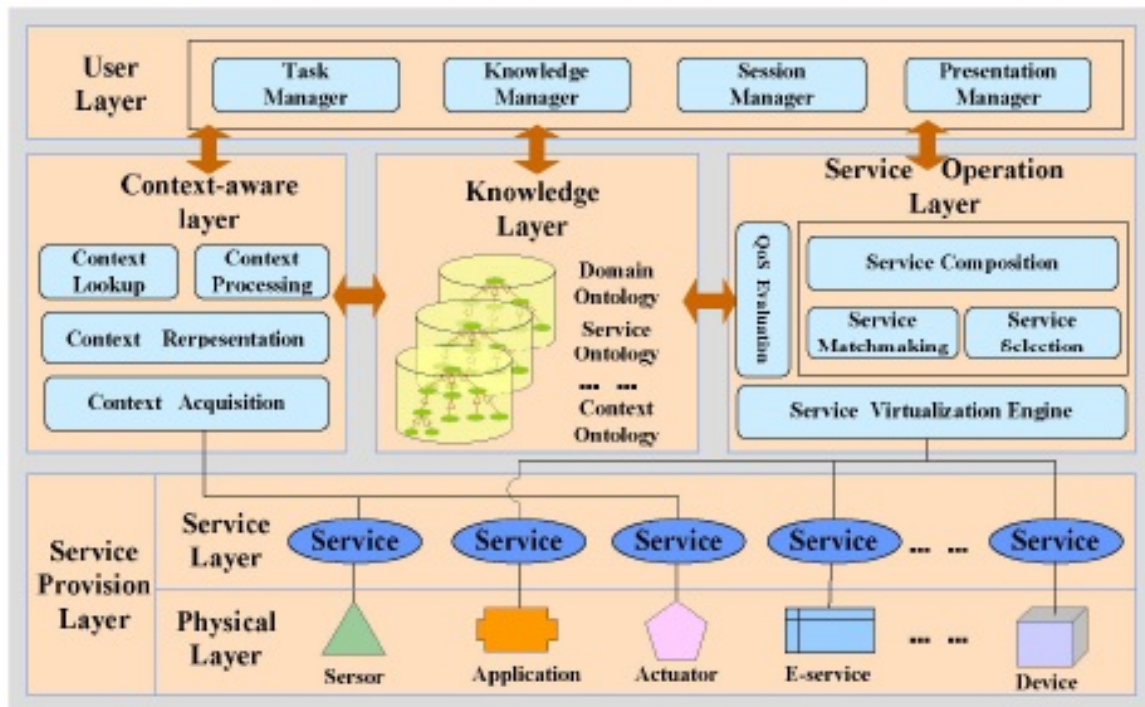 User
Layer
Task
Manager
Knowledge
Manager
Session
Manager
Presentation
Manager
Context-aware
layer
Context
Lookup
Context
Processing
Context Rerpesentation
Context Acquisition
Knowledge
Layer
Domain
Ontology
Service
Ontology
... ...
Context
Ontology
Service Operation
Layer
QoS Evaluation
Service Composition
Service
Matchmaking
Service
Selection
Service Virtualization Engine
Service
Provision
Layer
Service
Layer
Service
Service
Service
Service
... ...
Service
Physical
Layer
Sersor
Application
Actuator
E-service
... ...
Device